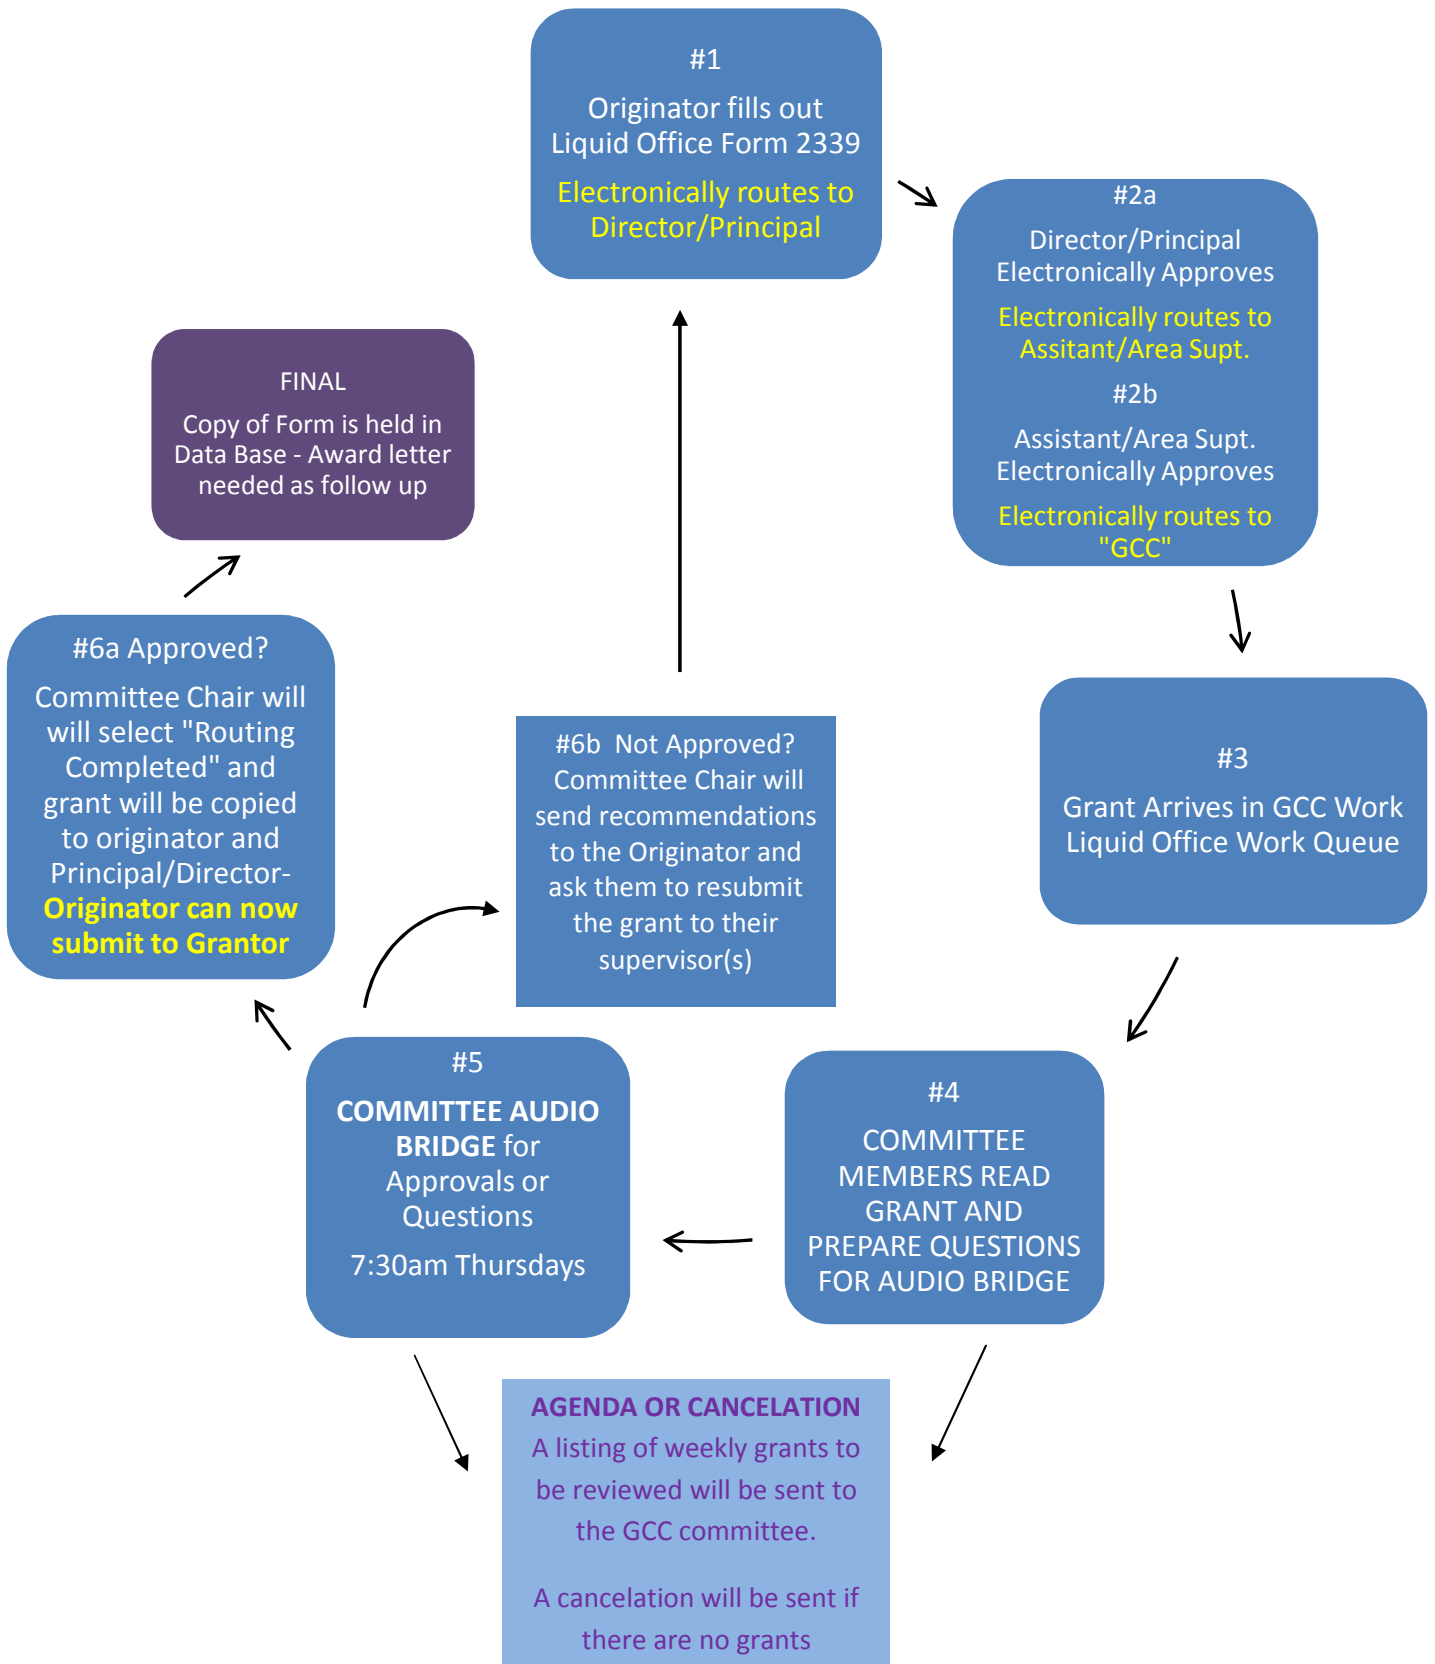 #1
Originator fills out
Liquid Office Form 2339
Electronically routes to
Director/Principal
#2a
Director/Principal
Electronically Approves
Electronically routes to
Assitant/Area Supt.
#2b
Assistant/Area Supt.
Electronically Approves
Electronically routes to
"GCC"
#3
Grant Arrives in GCC Work
Liquid Office Work Queue
#4
COMMITTEE
MEMBERS READ
GRANT AND
PREPARE QUESTIONS
FOR AUDIO BRIDGE
#5
COMMITTEE AUDIO
BRIDGE for
Approvals or
Questions
7:30am Thursdays
AGENDA OR CANCELATION
A listing of weekly grants to
be reviewed will be sent to
the GCC committee.
A cancelation will be sent if
there are no grants
#6a Approved?
Committee Chair will
will select "Routing
Completed" and
grant will be copied
to originator and
Principal/Director-
Originator can now
submit to Grantor
#6b  Not Approved?
Committee Chair will
send recommendations
to the Originator and
ask them to resubmit
the grant to their
supervisor(s)
FINAL
Copy of Form is held in
Data Base - Award letter
needed as follow up